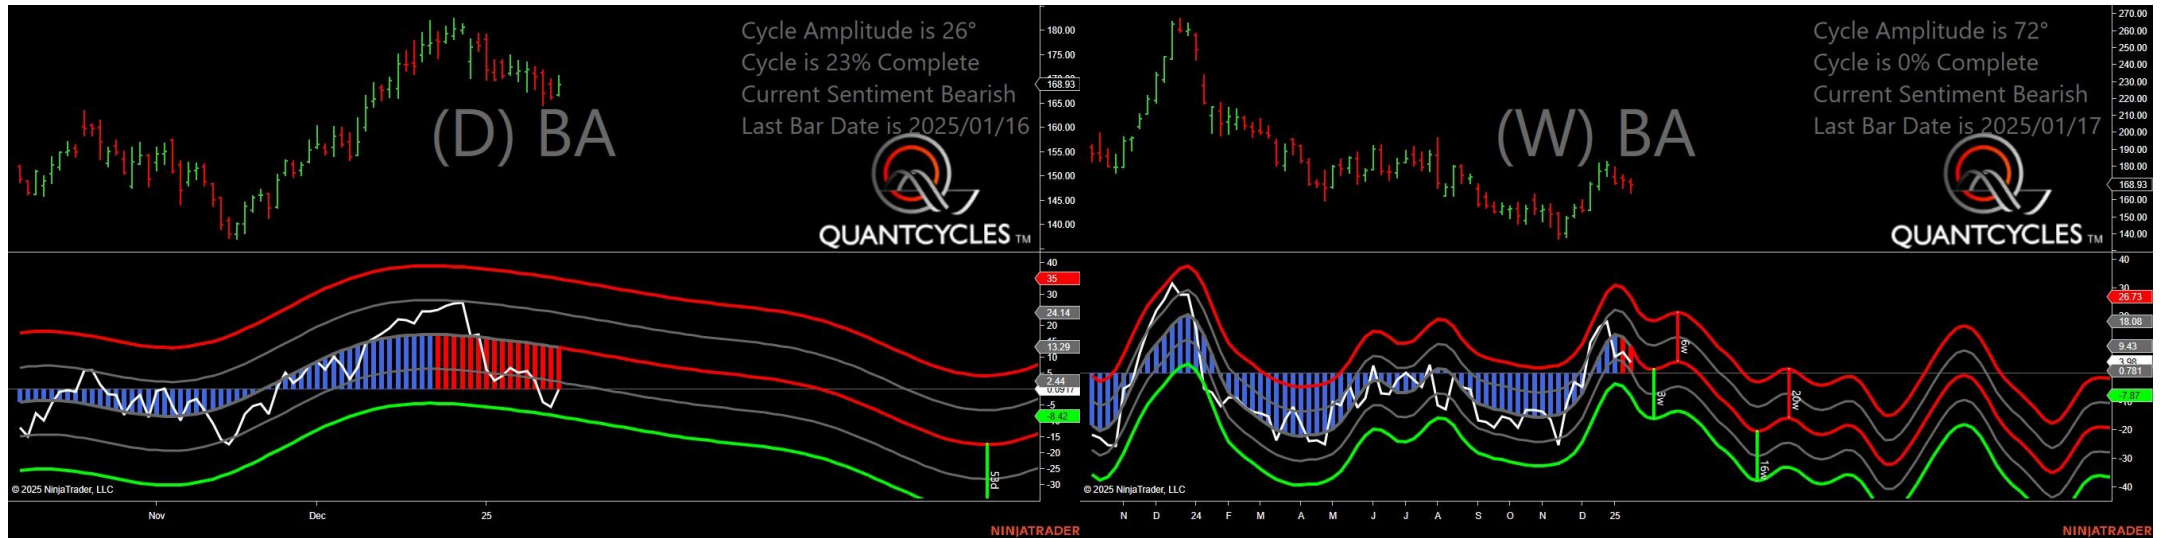 Cycle Amplitude is 26°
Cycle is 23% Complete
Current Sentiment Bearish
Last Bar Date is 2025/01/16
(D) BA
QUANTCYCLES TM
180.00
175.00
168.93
165.00
160.00
155.00
150.00
145.00
140.00
40
35
30
24.14
20
13.29
10
5
2.44
-5
-8.42
-15
-20
-25
-30
53d
© 2025 NinjaTrader, LLC
Nov
Dec
25
NINJATRADER
Cycle Amplitude is 72°
Cycle is 0% Complete
Current Sentiment Bearish
Last Bar Date is 2025/01/17
(W) BA
QUANTCYCLES TM
270.00
260.00
250.00
240.00
230.00
220.00
210.00
200.00
190.00
180.00
168.93
160.00
150.00
140.00
40
30
26.73
18.08
9.43
3.98
0.781
-7.87
-20
-30
-40
6w
8w
20w
16w
© 2025 NinjaTrader, LLC
N D 24 F M A M J J A S O N D 25
NINJATRADER